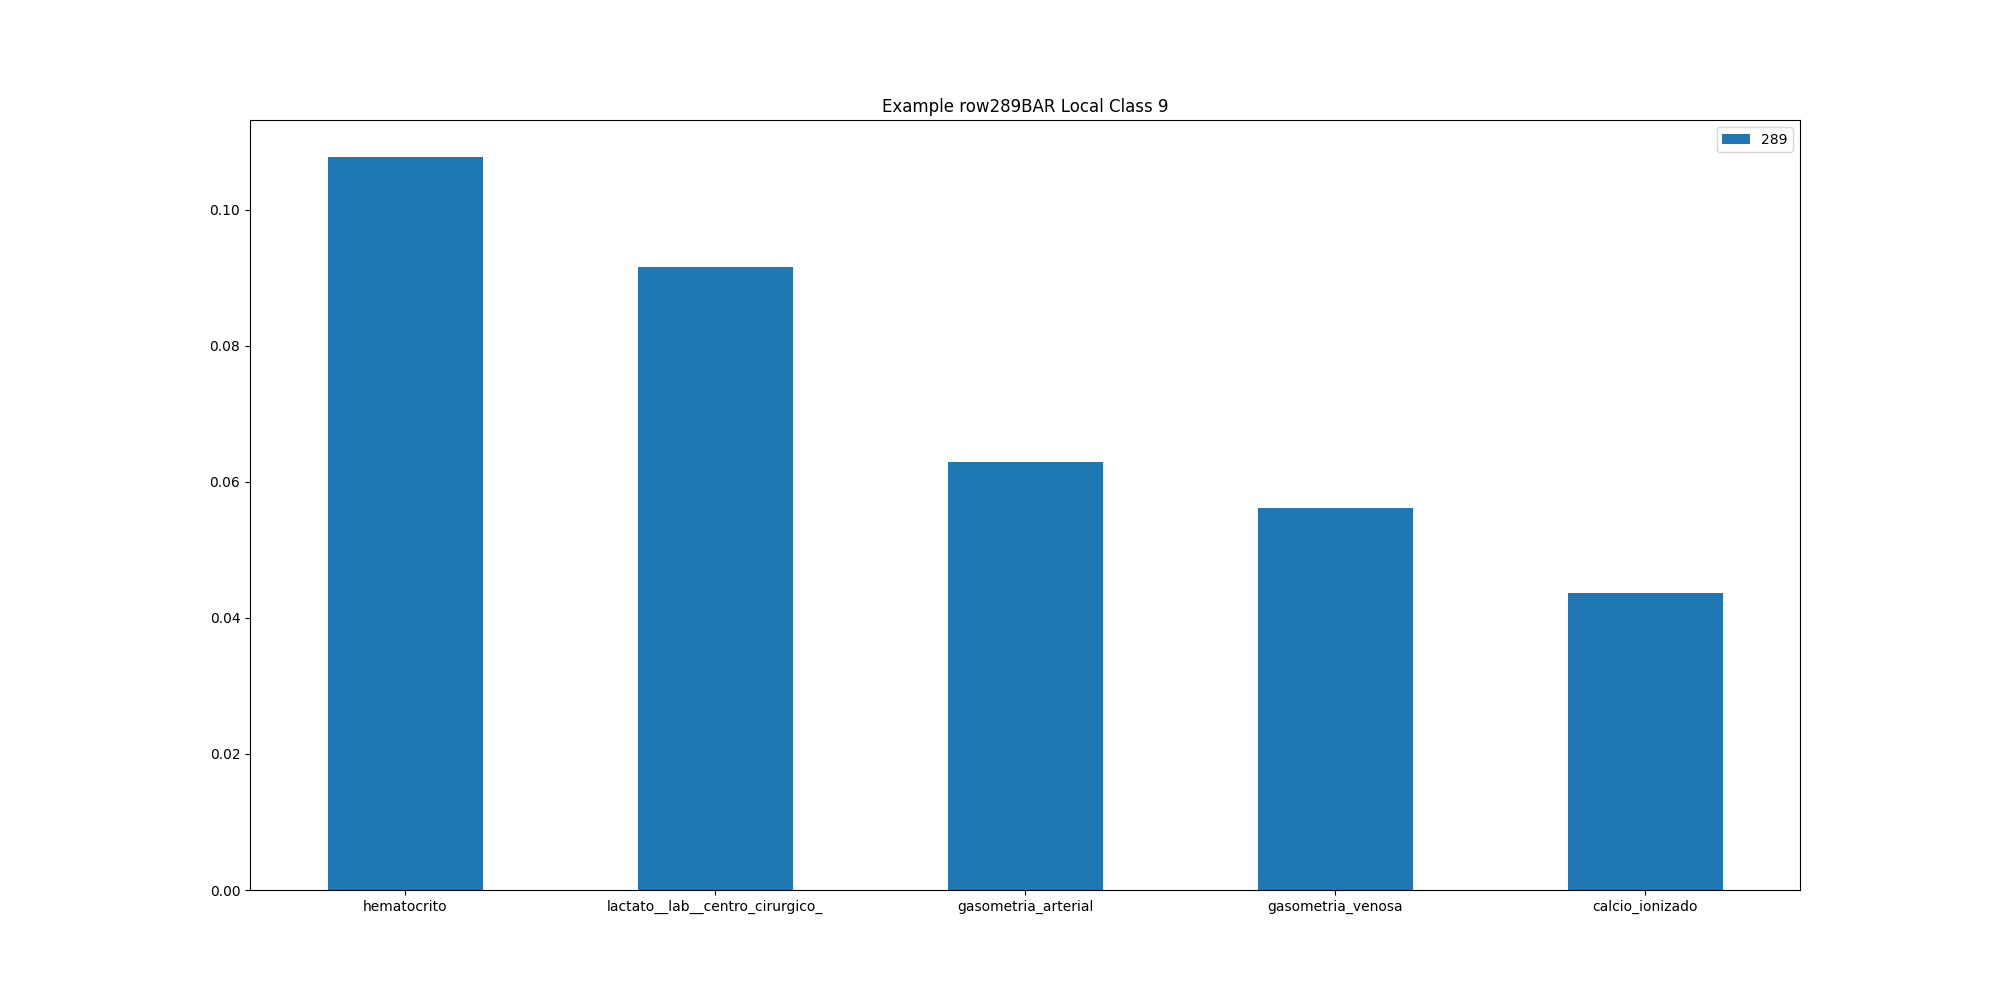 Example row289BAR Local Class 9
289
0.10
0.08
0.06
0.04
0.02
0.00
hematocrito
lactato__lab__centro_cirurgico_
gasometria_arterial
gasometria_venosa
calcio_ionizado